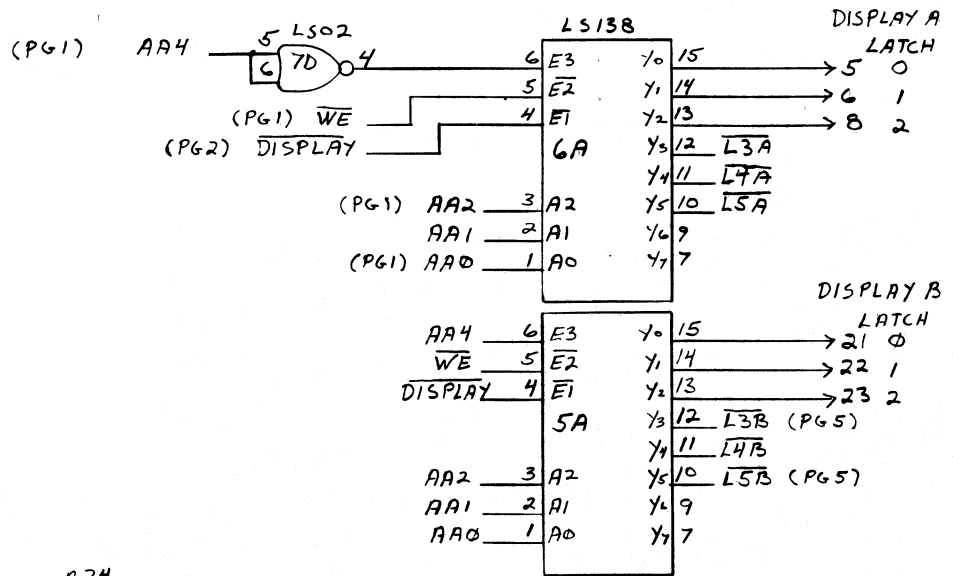 DISPLAY A
LATCH
LS02
LS138
(PG1) AA4 5 6 7D 4 6 E3 Y0 15 5 0
5 E2 Y1 14 6 1
(PG1) WE 4 E1 Y2 13 8 2
(PG2) DISPLAY 6A Y3 12 L3A
Y4 11 L4A
(PG1) AA2 3 A2 Y5 10 L5A
AA1 2 A1 Y6 9
(PG1) AAØ 1 A0 Y7 7
DISPLAY B
LATCH
AA4 6 E3 Y0 15 21 Ø
WE 5 E2 Y1 14 22 1
DISPLAY 4 E1 Y2 13 23 2
5A Y3 12 L3B (PG5)
Y4 11 L4B
AA2 3 A2 Y5 10 L5B (PG5)
AA1 2 A1 Y6 9
AAØ 1 AØ Y7 7